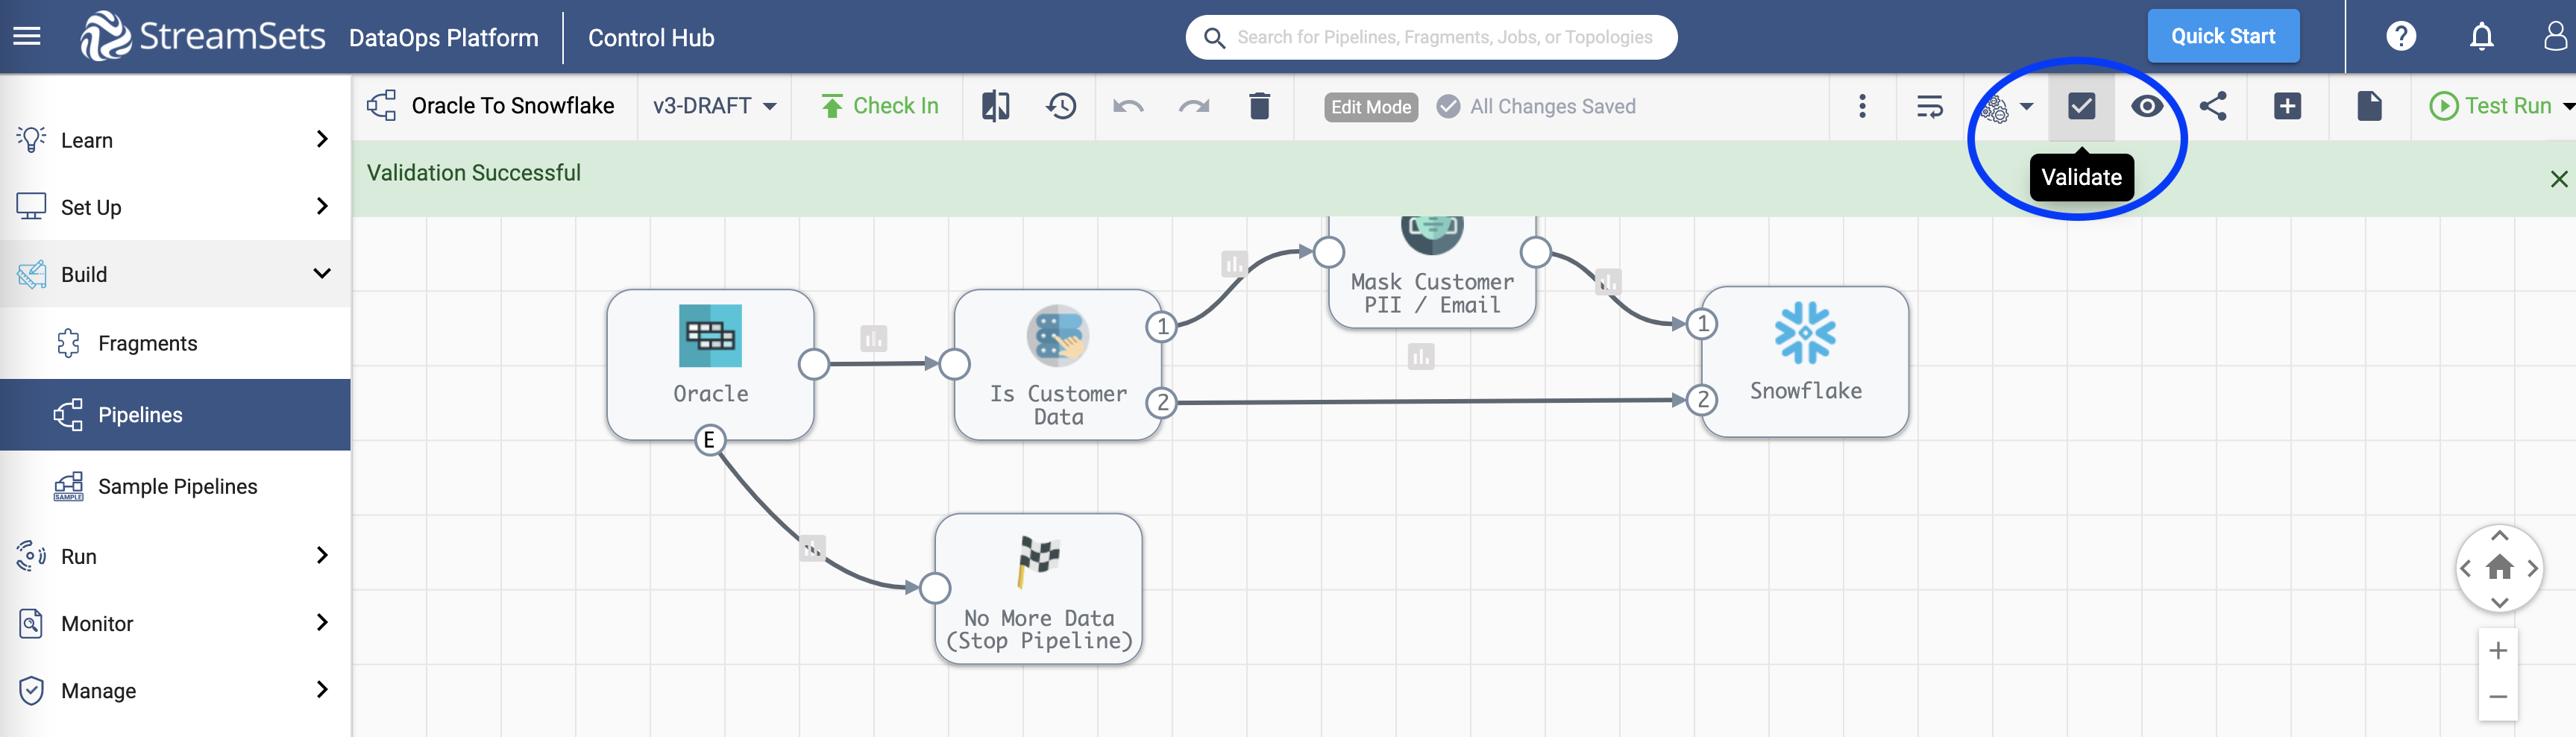 StreamSets DataOps Platform Control Hub
Search for Pipelines, Fragments, Jobs, or Topologies
Quick Start
?
Oracle To Snowflake
v3-DRAFT
Check In
Edit Mode
All Changes Saved
Test Run
Validation Successful
Validate
Learn
Set Up
Build
Fragments
Pipelines
SAMPLE
Sample Pipelines
Run
Monitor
Manage
Oracle
E
Is Customer
Data
1
2
Mask Customer
PII / Email
1
2
Snowflake
No More Data
(Stop Pipeline)